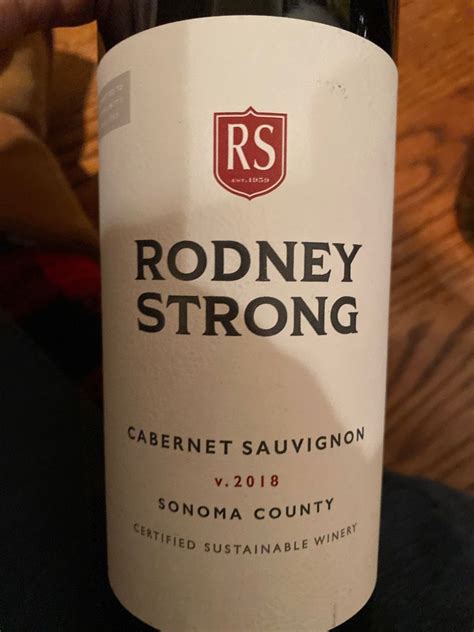 RS
EST. 1959
RODNEY
STRONG
CABERNET SAUVIGNON
v. 2018
SONOMA COUNTY
CERTIFIED SUSTAINABLE WINERY